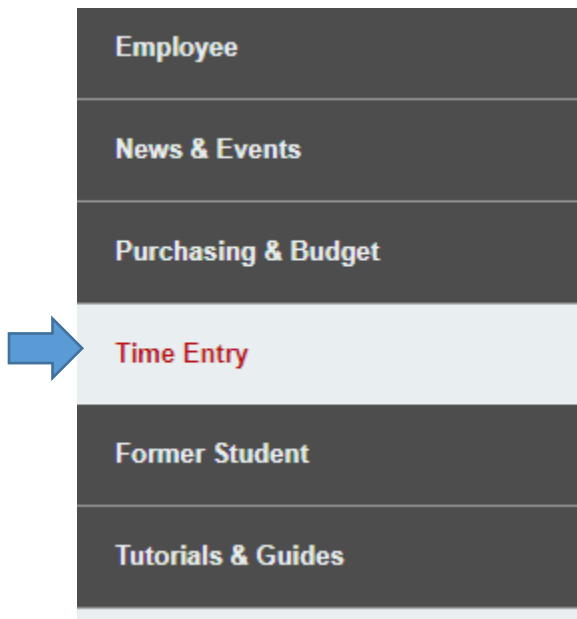 Employee
News & Events
Purchasing & Budget
Time Entry
Former Student
Tutorials & Guides